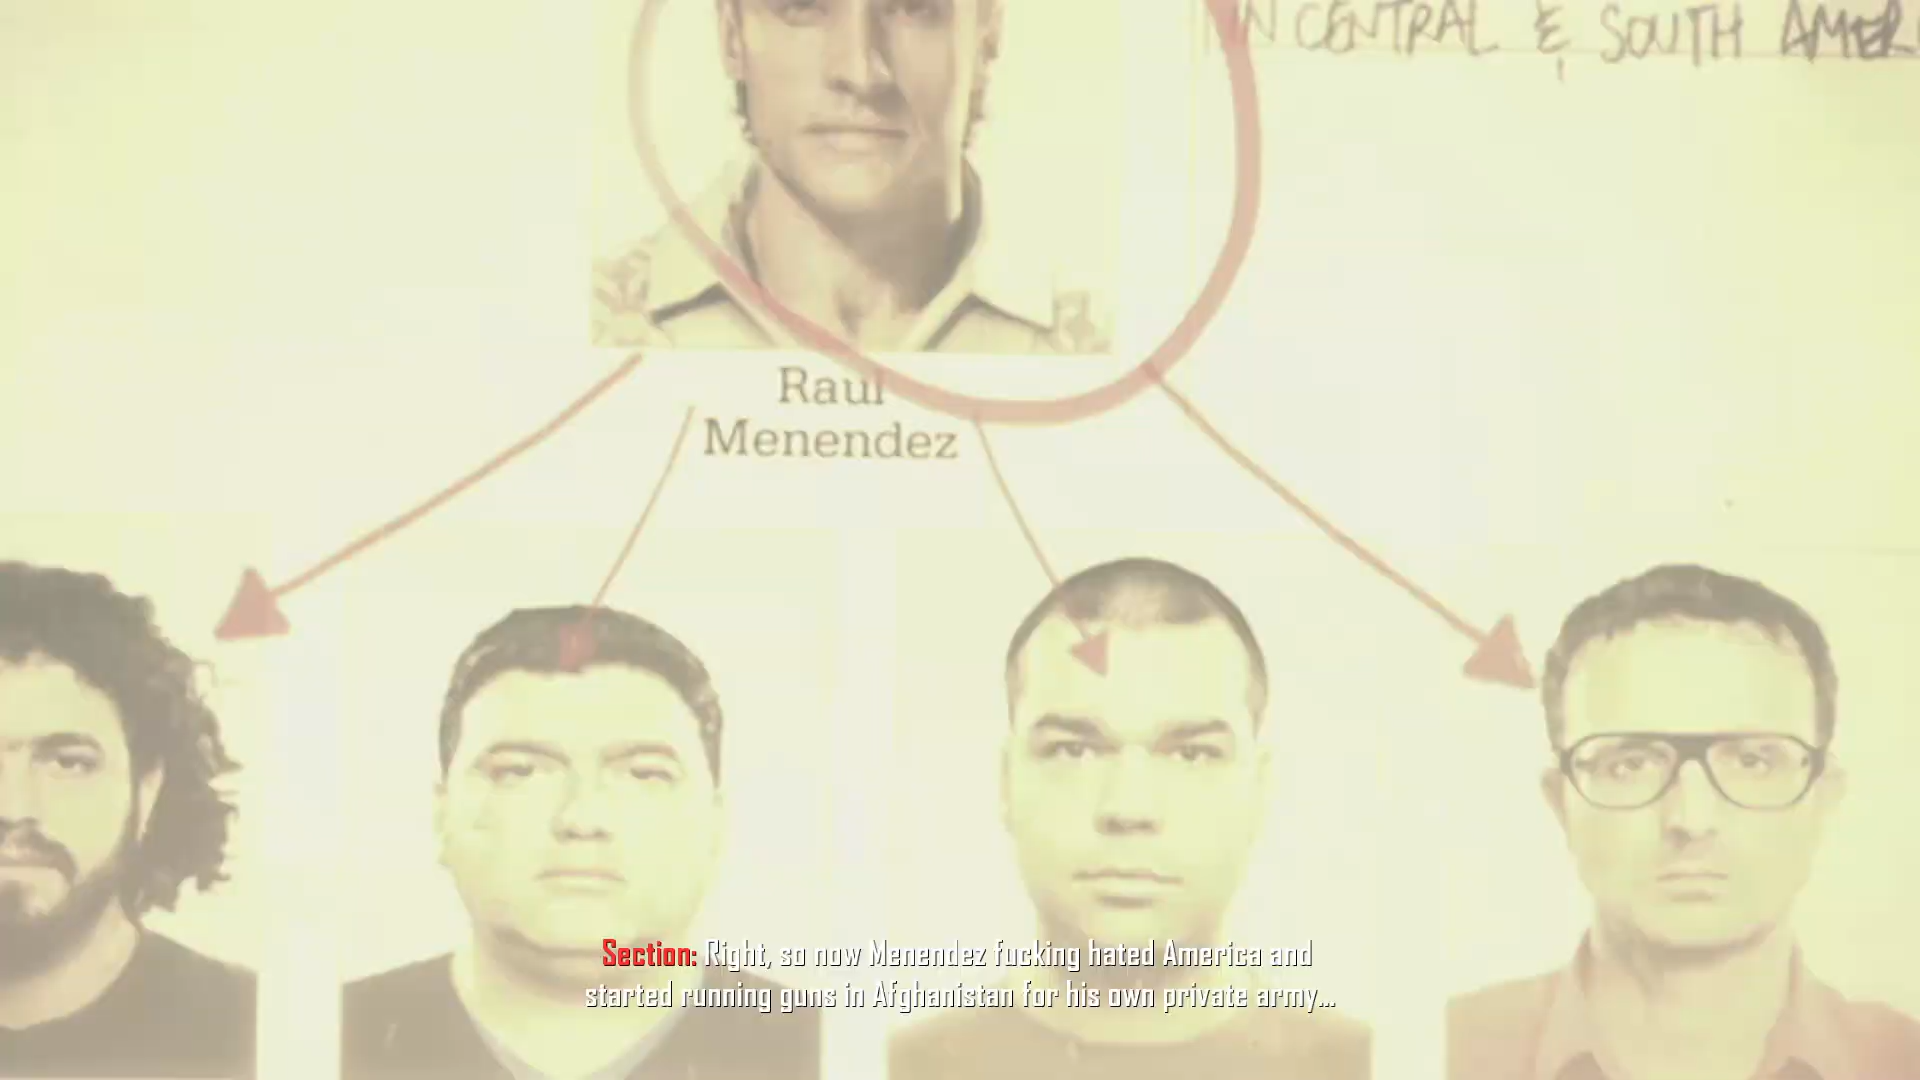 IN CENTRAL & SOUTH AMER
Raul
Menendez
Section: Right, so now Menendez fucking hated America and
started running guns in Afghanistan for his own private army...